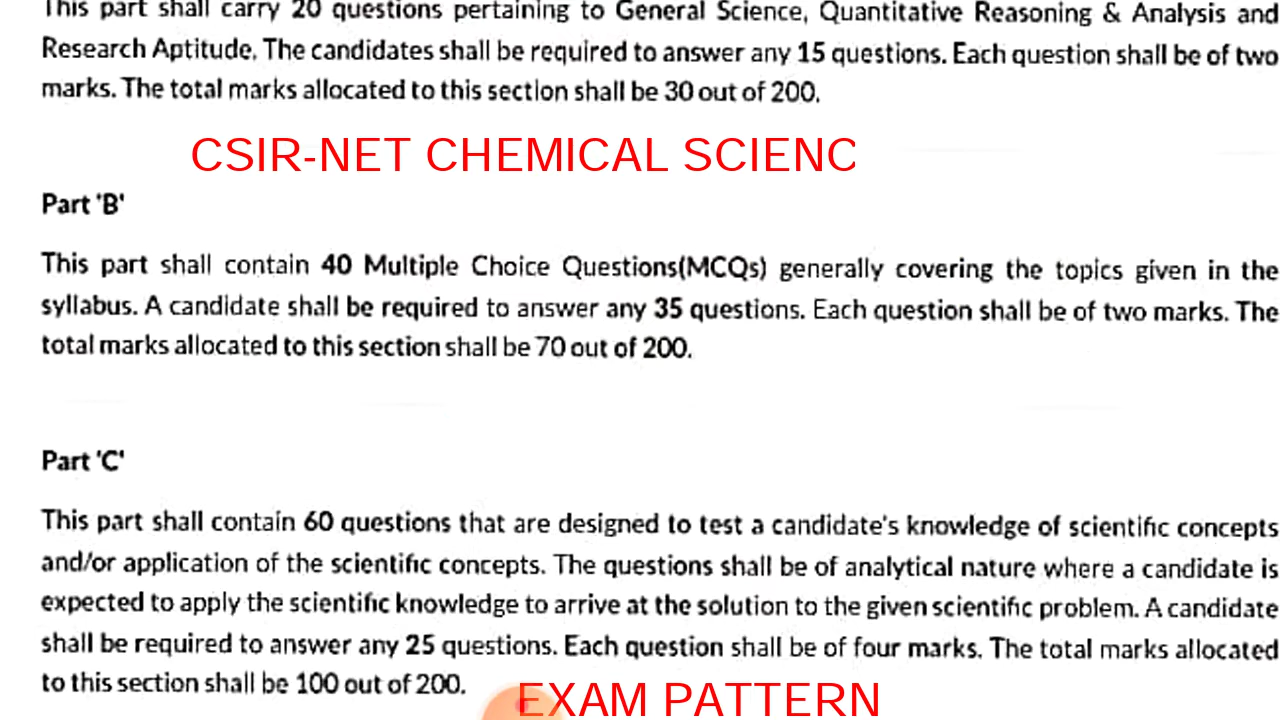 This part shall carry 20 questions pertaining to General Science, Quantitative Reasoning & Analysis and
Research Aptitude. The candidates shall be required to answer any 15 questions. Each question shall be of two
marks. The total marks allocated to this section shall be 30 out of 200.
CSIR-NET CHEMICAL SCIENC
Part 'B'
This part shall contain 40 Multiple Choice Questions(MCQs) generally covering the topics given in the
syllabus. A candidate shall be required to answer any 35 questions. Each question shall be of two marks. The
total marks allocated to this section shall be 70 out of 200.
Part 'C'
This part shall contain 60 questions that are designed to test a candidate's knowledge of scientific concepts
and/or application of the scientific concepts. The questions shall be of analytical nature where a candidate is
expected to apply the scientific knowledge to arrive at the solution to the given scientific problem. A candidate
shall be required to answer any 25 questions. Each question shall be of four marks. The total marks allocated
to this section shall be 100 out of 200.
EXAM PATTERN